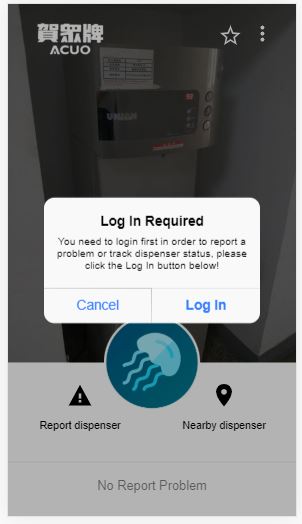 賀眾牌
ACUO
Log In Required
You need to login first in order to report a
problem or track dispenser status, please
click the Log In button below!
Cancel
Log In
Report dispenser
Nearby dispenser
No Report Problem